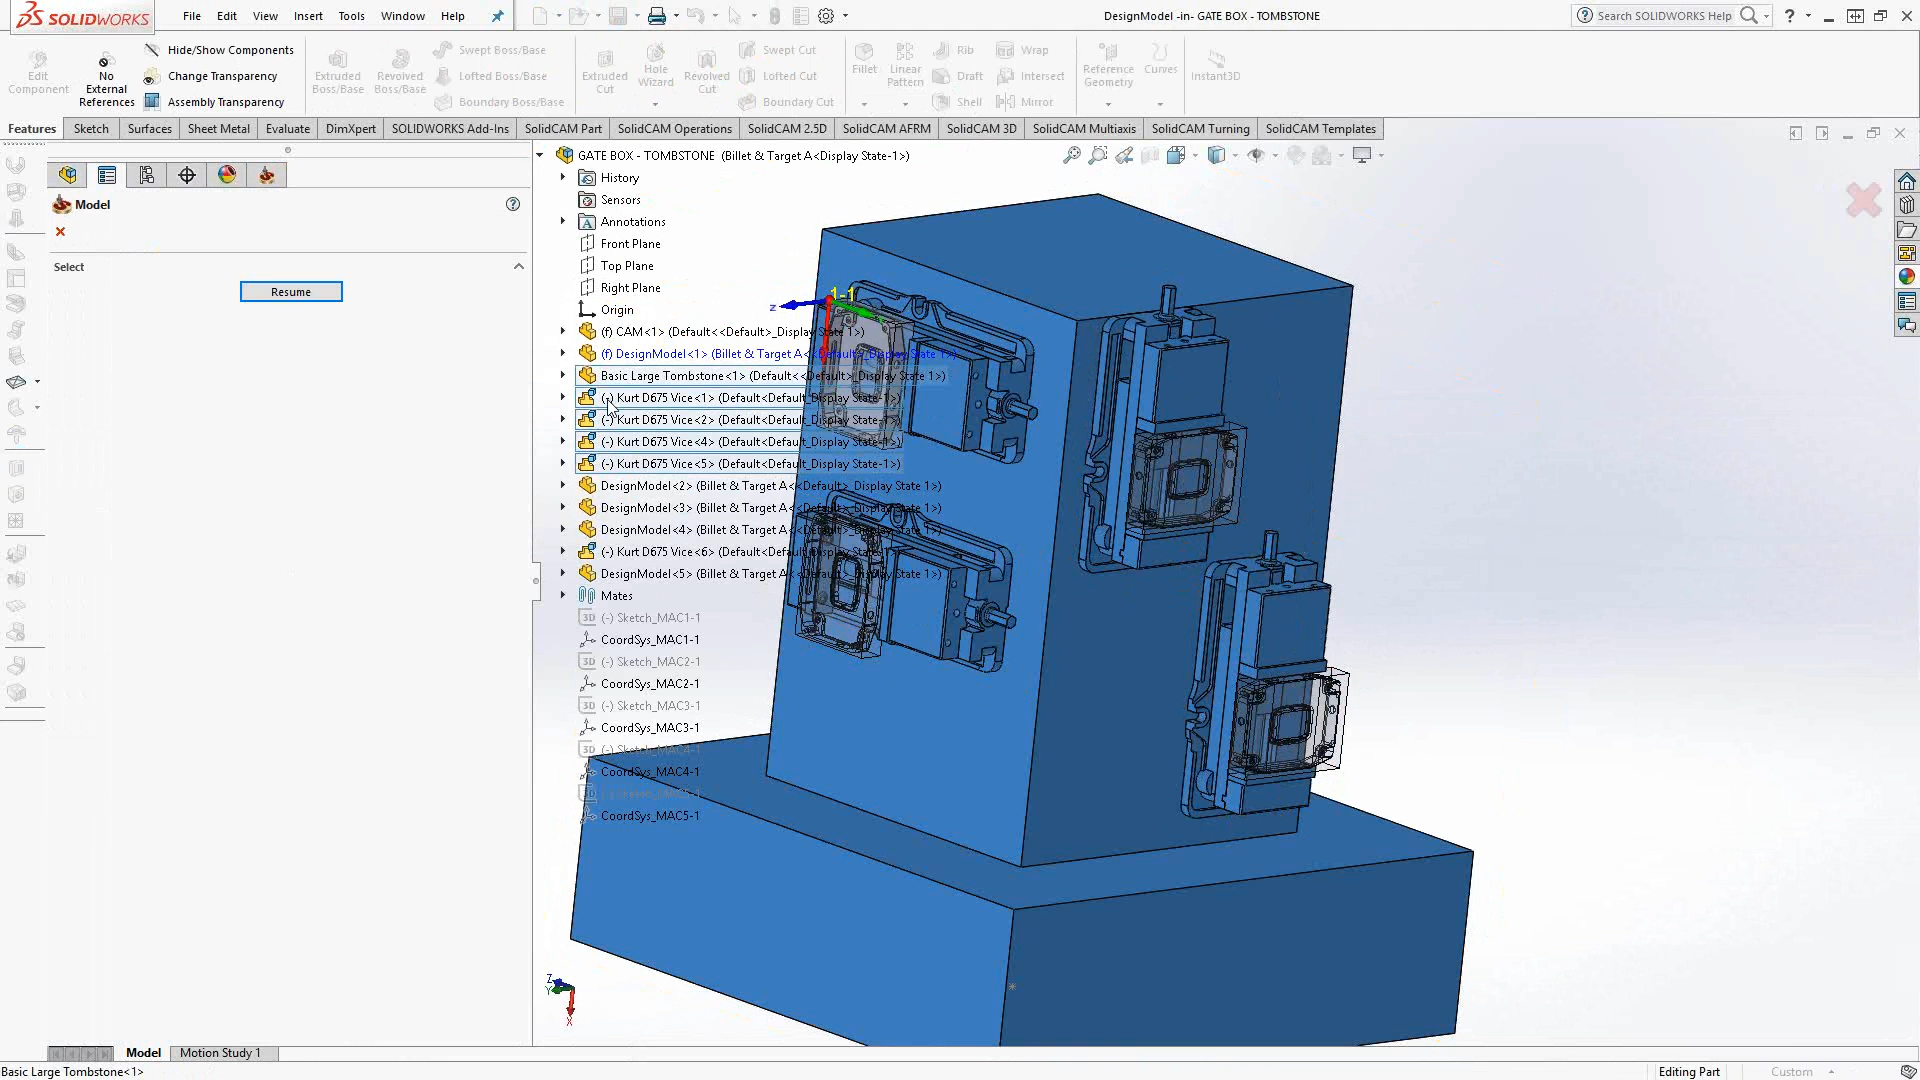 SOLIDWORKS
File Edit View Insert Tools Window Help
DesignModel -in- GATE BOX - TOMBSTONE
Search SOLIDWORKS Help
Edit Component
No External References
Hide/Show Components
Change Transparency
Assembly Transparency
Extruded Boss/Base
Revolved Boss/Base
Swept Boss/Base
Lofted Boss/Base
Boundary Boss/Base
Extruded Cut
Hole Wizard
Revolved Cut
Swept Cut
Lofted Cut
Boundary Cut
Fillet
Linear Pattern
Rib
Draft
Shell
Wrap
Intersect
Mirror
Reference Geometry
Curves
Instant3D
Features Sketch Surfaces Sheet Metal Evaluate DimXpert SOLIDWORKS Add-Ins SolidCAM Part SolidCAM Operations SolidCAM 2.5D SolidCAM AFRM SolidCAM 3D SolidCAM Multiaxis SolidCAM Turning SolidCAM Templates
Model
Select
Resume
GATE BOX - TOMBSTONE (Billet & Target A<Display State-1>)
History
Sensors
Annotations
Front Plane
Top Plane
Right Plane
Origin
(f) CAM<1> (Default<<Default>_Display State 1>)
(f) DesignModel<1> (Billet & Target A<<Default>_Display State 1>)
Basic Large Tombstone<1> (Default<<Default>_Display State 1>)
(-) Kurt D675 Vice<1> (Default<Default_Display State-1>)
(-) Kurt D675 Vice<2> (Default<Default_Display State-1>)
(-) Kurt D675 Vice<4> (Default<Default_Display State-1>)
(-) Kurt D675 Vice<5> (Default<Default_Display State-1>)
DesignModel<2> (Billet & Target A<<Default>_Display State 1>)
DesignModel<3> (Billet & Target A<<Default>_Display State 1>)
DesignModel<4> (Billet & Target A<<Default>_Display State 1>)
(-) Kurt D675 Vice<6> (Default<Default_Display State-1>)
DesignModel<5> (Billet & Target A<<Default>_Display State 1>)
Mates
(-) Sketch_MAC1-1
CoordSys_MAC1-1
(-) Sketch_MAC2-1
CoordSys_MAC2-1
(-) Sketch_MAC3-1
CoordSys_MAC3-1
(-) Sketch_MAC4-1
CoordSys_MAC4-1
CoordSys_MAC5-1
1-1
z
Z
Y
X
Model Motion Study 1
Basic Large Tombstone<1>
Editing Part
Custom